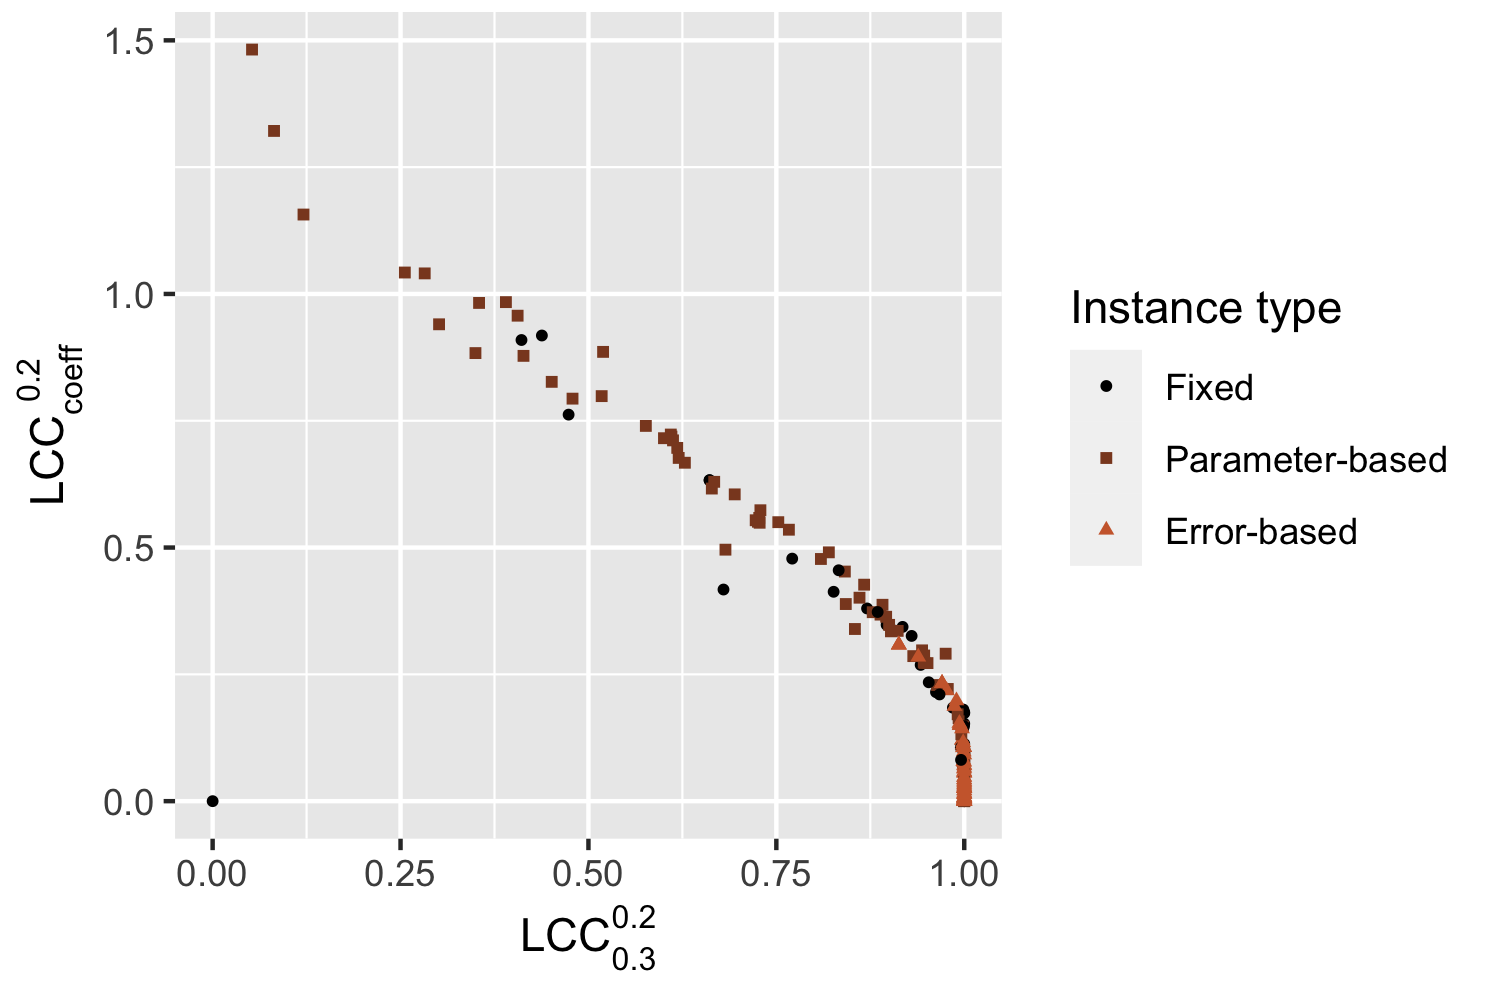 1.5
1.0
0.5
0.0
LCC^{0.2}_{coeff}
0.00 0.25 0.50 0.75 1.00
LCC^{0.2}_{0.3}
Instance type
Fixed
Parameter-based
Error-based